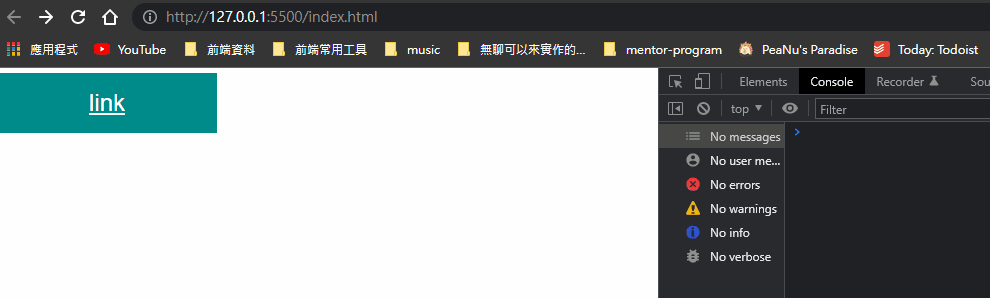 http://127.0.0.1:5500/index.html
應用程式 YouTube 前端資料 前端常用工具 music 無聊可以來實作的... mentor-program PeaNu's Paradise Today: Todoist
link
Elements Console Recorder Sou
top Filter
No messages
No user me...
No errors
No warnings
No info
No verbose